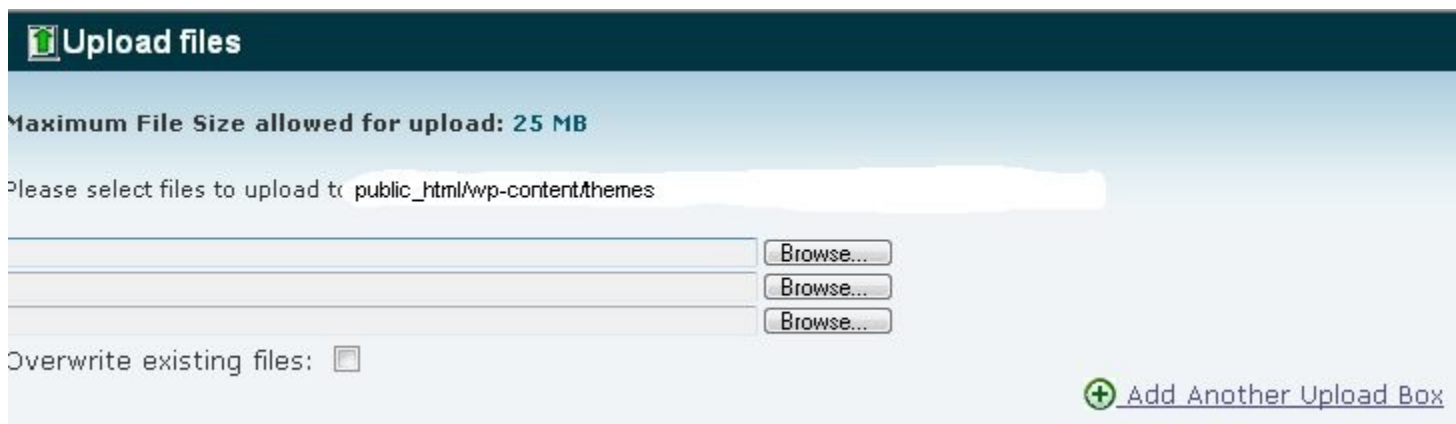 Upload files
Maximum File Size allowed for upload: 25 MB
Please select files to upload to public_html/wp-content/themes
Browse...
Browse...
Browse...
Overwrite existing files:
Add Another Upload Box